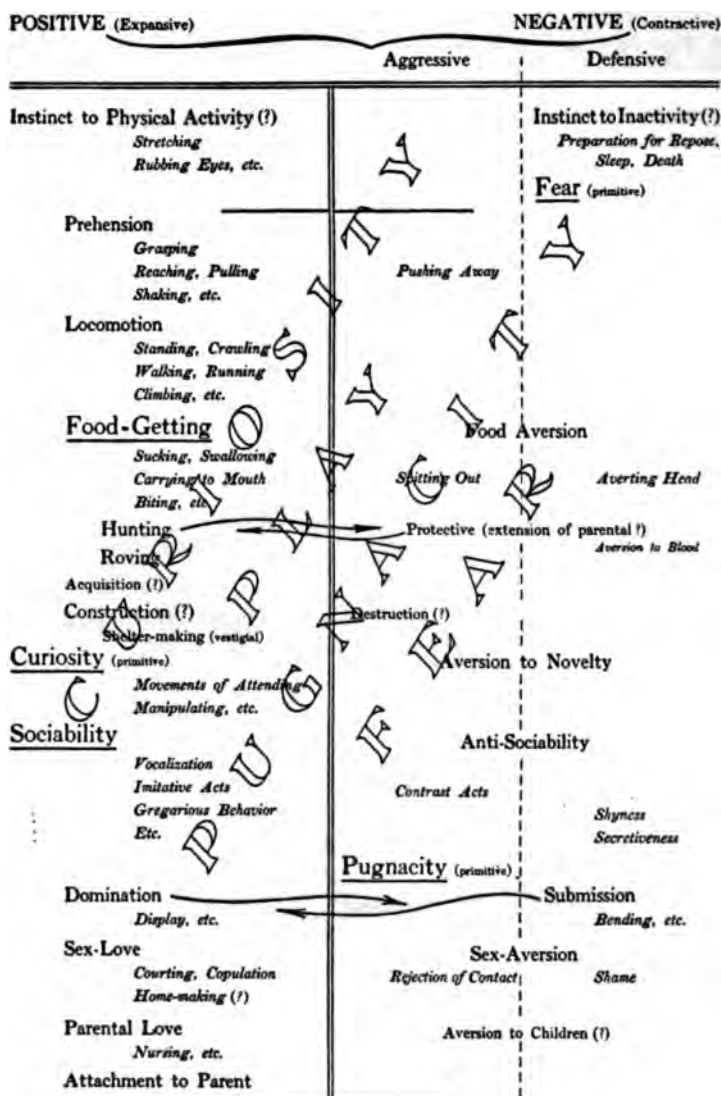 POSITIVE (Expansive) NEGATIVE (Contractive)
Aggressive Defensive
Instinct to Physical Activity (?) Instinct to Inactivity (?)
Stretching Preparation for Repose,
Rubbing Eyes, etc. Sleep, Death
Fear (primitive)
Prehension
Grasping
Reaching, Pulling Pushing Away
Shaking, etc.
Locomotion
Standing, Crawling
Walking, Running
Climbing, etc.
Food-Getting Food Aversion
Sucking, Swallowing
Carrying to Mouth Spitting Out Averting Head
Biting, etc.
Hunting Protective (extension of parental ?)
Roving Aversion to Blood
Acquisition (?)
Construction (?) Destruction (?)
Shelter-making (vestigial)
Curiosity (primitive) Aversion to Novelty
Movements of Attending
Manipulating, etc.
Sociability Anti-Sociability
Vocalization
Imitative Acts Contrast Acts
Gregarious Behavior
Etc. Shyness
Secretiveness
Pugnacity (primitive)
Domination Submission
Display, etc. Bending, etc.
Sex-Love Sex-Aversion
Courting, Copulation Rejection of Contact Shame
Home-making (?)
Parental Love Aversion to Children (?)
Nursing, etc.
Attachment to Parent
CURIOSITY
PLAY
PUGNACITY
FEAR